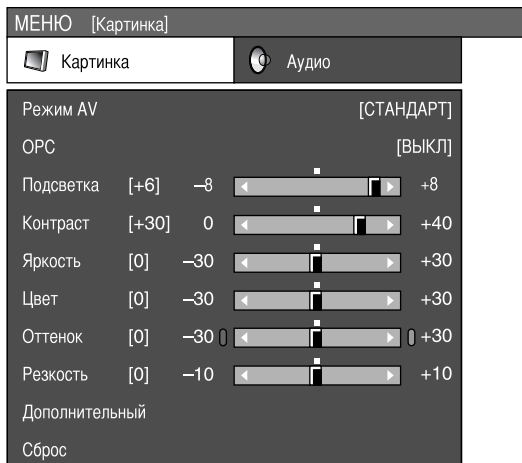 МЕНЮ [Картинка]
Картинка Аудио
Режим AV [СТАНДАРТ]
OPC [ВЫКЛ]
Подсветка [+6] –8 +8
Контраст [+30] 0 +40
Яркость [0] –30 +30
Цвет [0] –30 +30
Оттенок [0] –30 +30
Резкость [0] –10 +10
Дополнительный
Сброс